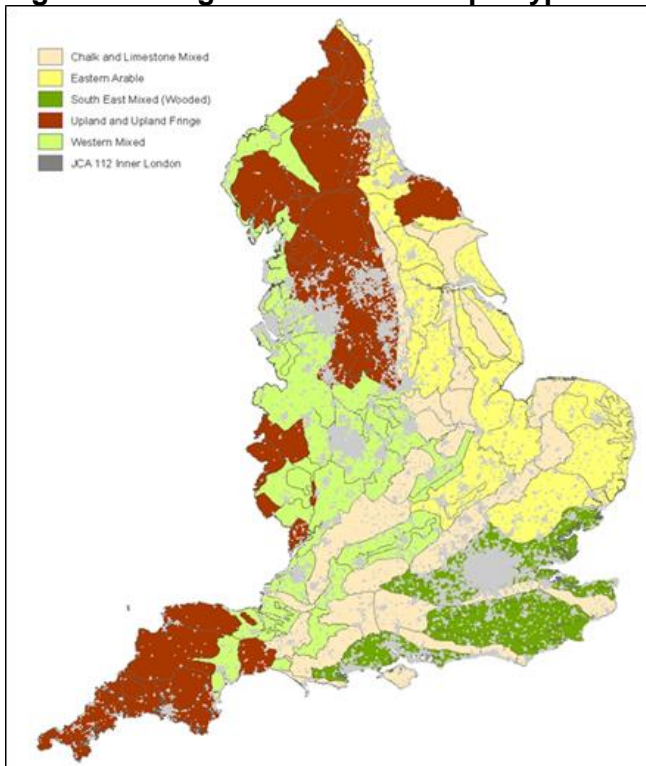 Chalk and Limestone Mixed
Eastern Arable
South East Mixed (Wooded)
Upland and Upland Fringe
Western Mixed
JCA 112 Inner London